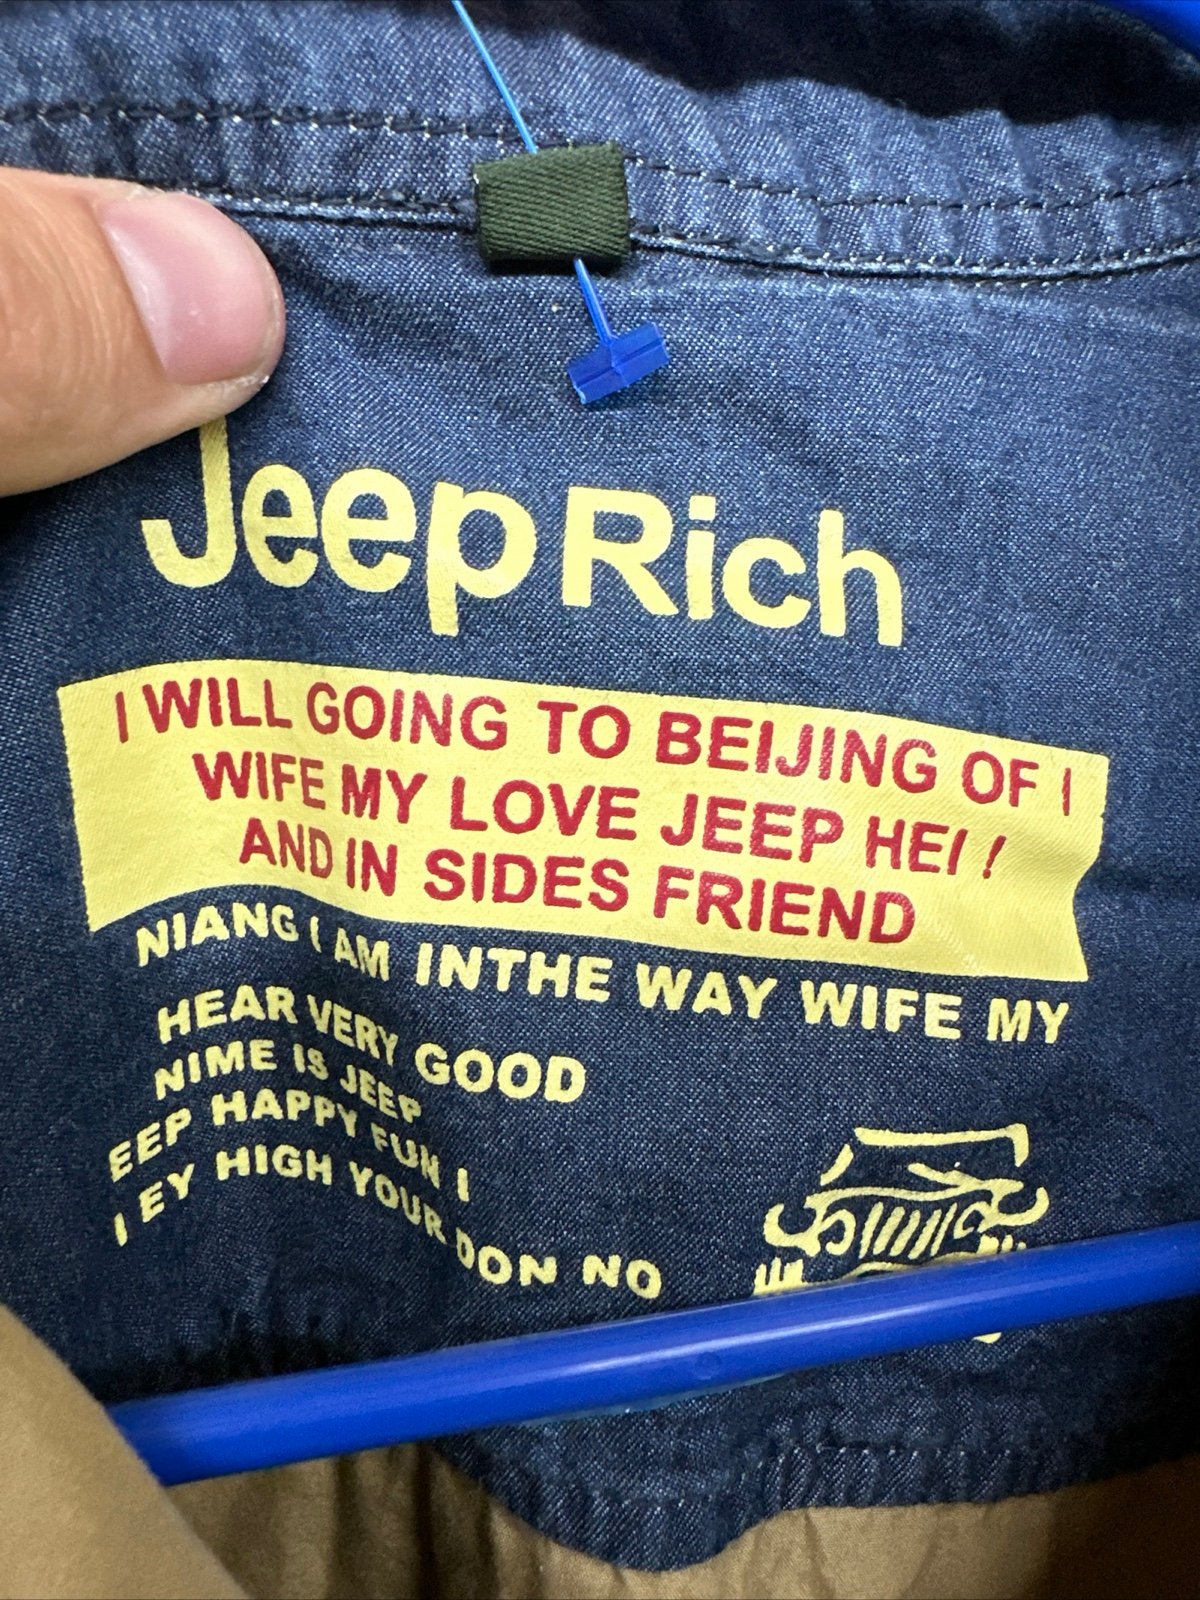 Jeep Rich
I WILL GOING TO BEIJING OF I
WIFE MY LOVE JEEP HEI !
AND IN SIDES FRIEND
NIANG I AM INTHE WAY WIFE MY
HEAR VERY GOOD
NIME IS JEEP
EEP HAPPY FUN I
I EY HIGH YOUR DON NO